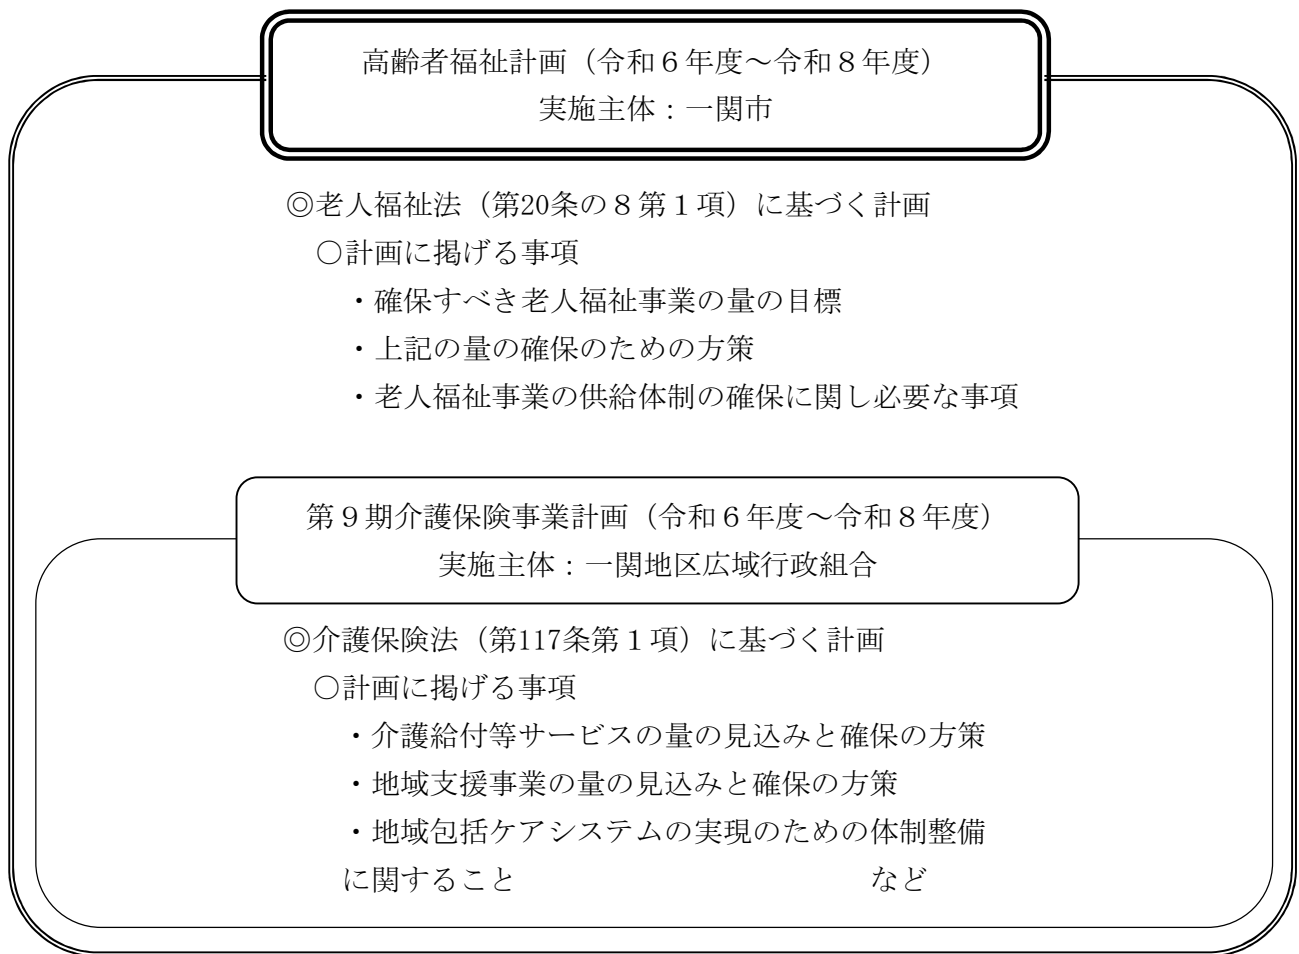 高齢者福祉計画（令和６年度～令和８年度）
実施主体：一関市
◎老人福祉法（第20条の８第１項）に基づく計画
○計画に掲げる事項
・確保すべき老人福祉事業の量の目標
・上記の量の確保のための方策
・老人福祉事業の供給体制の確保に関し必要な事項
第９期介護保険事業計画（令和６年度～令和８年度）
実施主体：一関地区広域行政組合
◎介護保険法（第117条第１項）に基づく計画
○計画に掲げる事項
・介護給付等サービスの量の見込みと確保の方策
・地域支援事業の量の見込みと確保の方策
・地域包括ケアシステムの実現のための体制整備
に関すること　　　　　　　　　　　　など